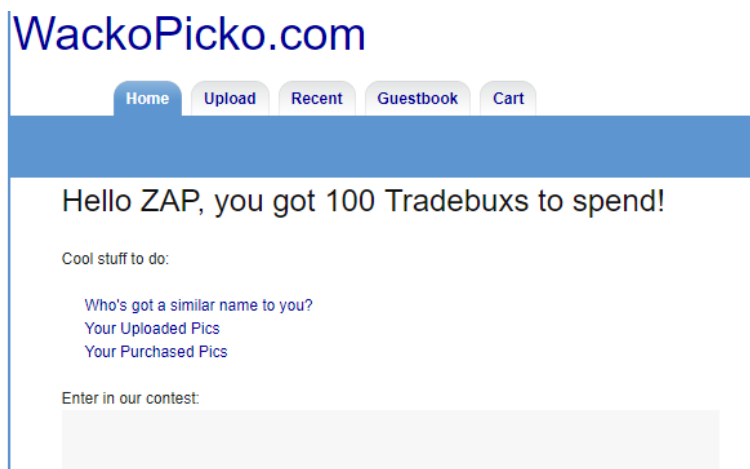 WackoPicko.com
Home Upload Recent Guestbook Cart
Hello ZAP, you got 100 Tradebuxs to spend!
Cool stuff to do:
Who's got a similar name to you?
Your Uploaded Pics
Your Purchased Pics
Enter in our contest: